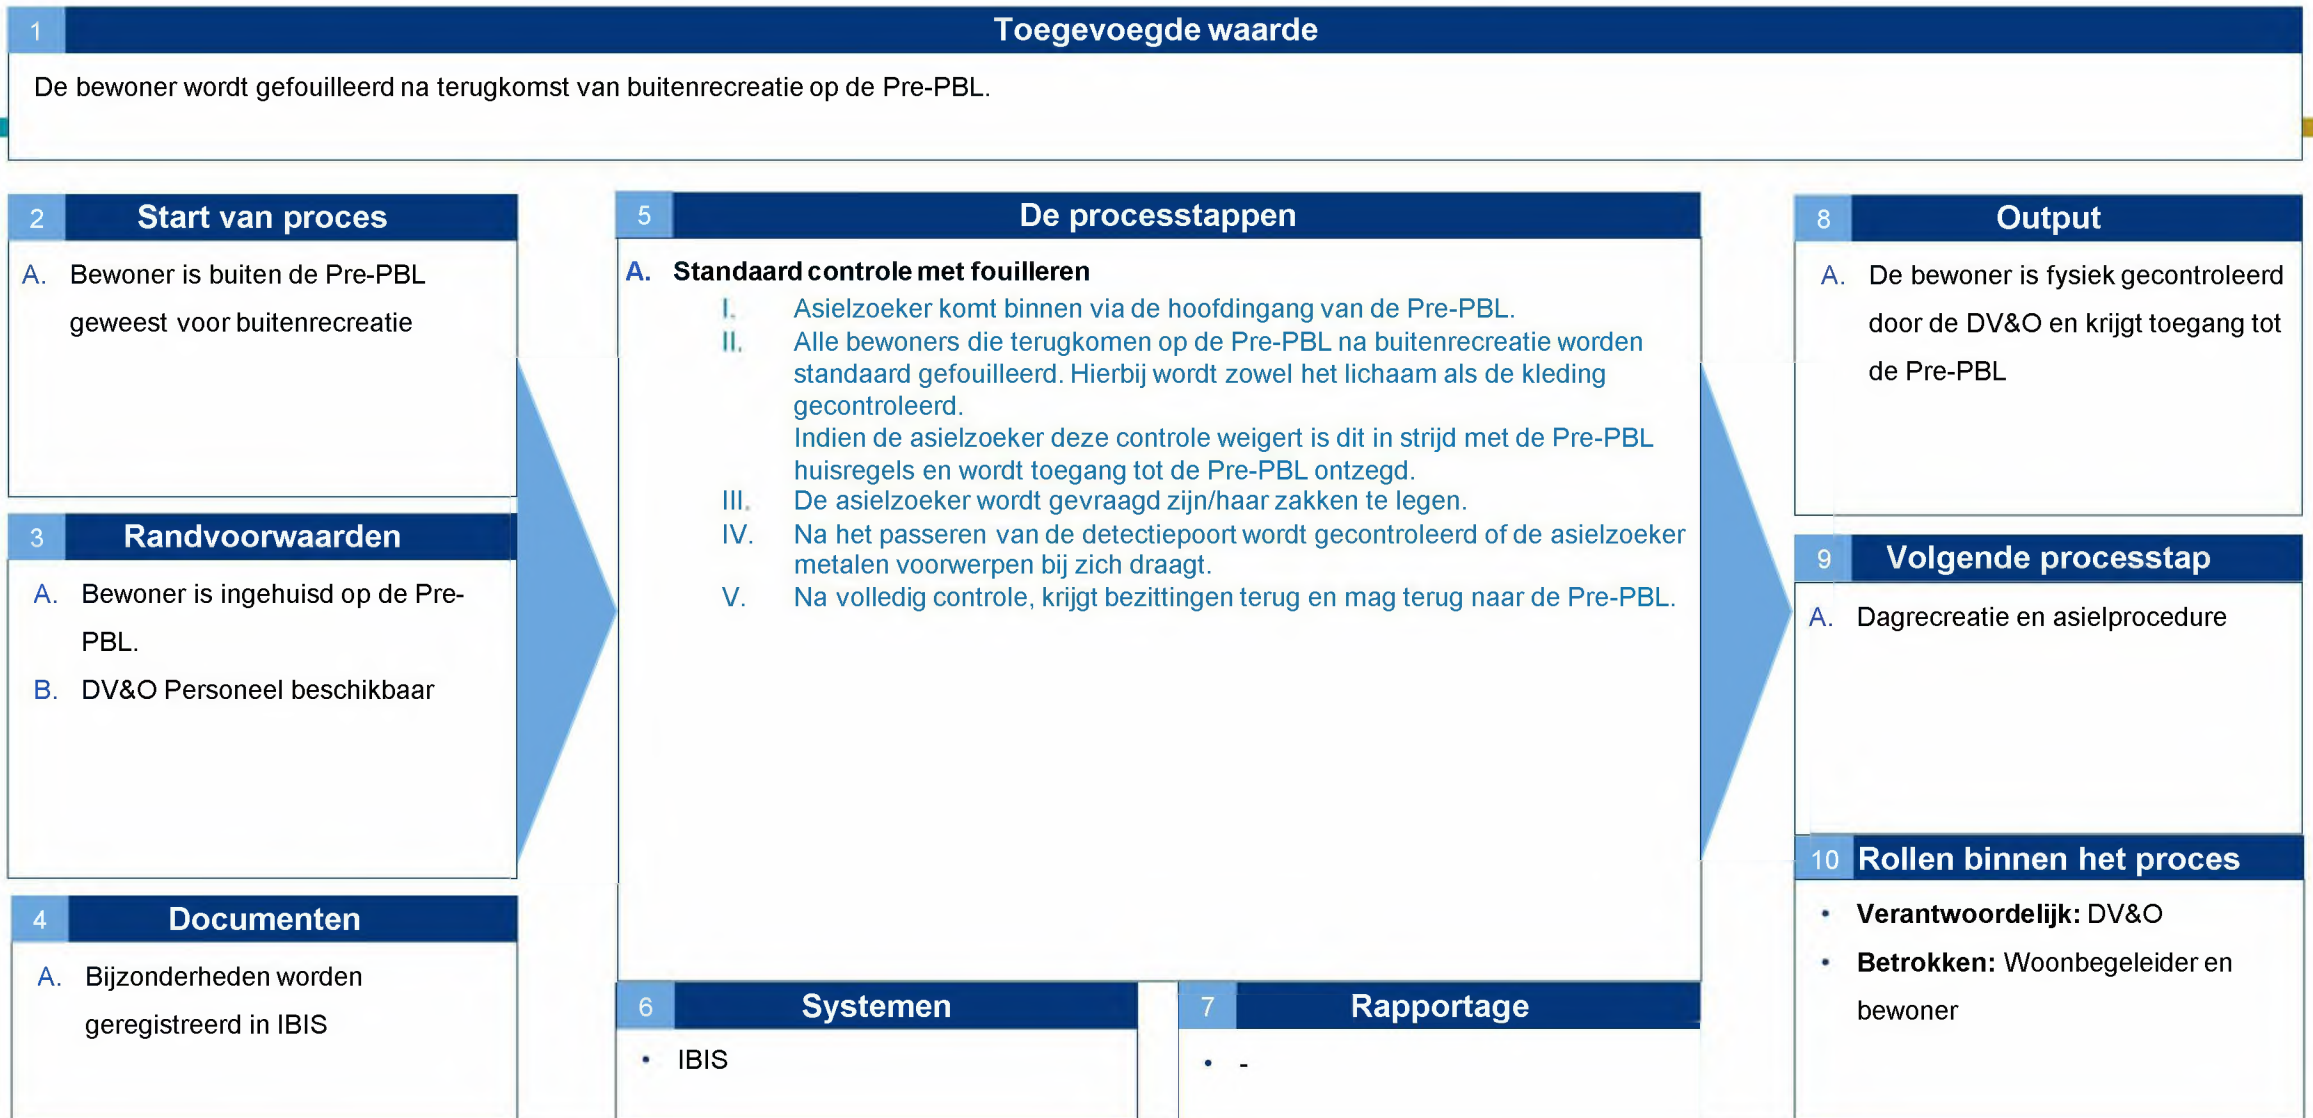 1 Toegevoegde waarde
De bewoner wordt gefouilleerd na terugkomst van buitenrecreatie op de Pre-PBL.
2 Start van proces
A. Bewoner is buiten de Pre-PBL
geweest voor buitenrecreatie
3 Randvoorwaarden
A. Bewoner is ingehuisd op de Pre-
PBL.
B. DV&O Personeel beschikbaar
4 Documenten
A. Bijzonderheden worden
geregistreerd in IBIS
5 De processtappen
A. Standaard controle met fouilleren
I. Asielzoeker komt binnen via de hoofdingang van de Pre-PBL.
II. Alle bewoners die terugkomen op de Pre-PBL na buitenrecreatie worden
standaard gefouilleerd. Hierbij wordt zowel het lichaam als de kleding
gecontroleerd.
Indien de asielzoeker deze controle weigert is dit in strijd met de Pre-PBL
huisregels en wordt toegang tot de Pre-PBL ontzegd.
III. De asielzoeker wordt gevraagd zijn/haar zakken te legen.
IV. Na het passeren van de detectiepoort wordt gecontroleerd of de asielzoeker
metalen voorwerpen bij zich draagt.
V. Na volledig controle, krijgt bezittingen terug en mag terug naar de Pre-PBL.
6 Systemen
• IBIS
7 Rapportage
• -
8 Output
A. De bewoner is fysiek gecontroleerd
door de DV&O en krijgt toegang tot
de Pre-PBL
9 Volgende processtap
A. Dagrecreatie en asielprocedure
10 Rollen binnen het proces
• Verantwoordelijk: DV&O
• Betrokken: Woonbegeleider en
bewoner